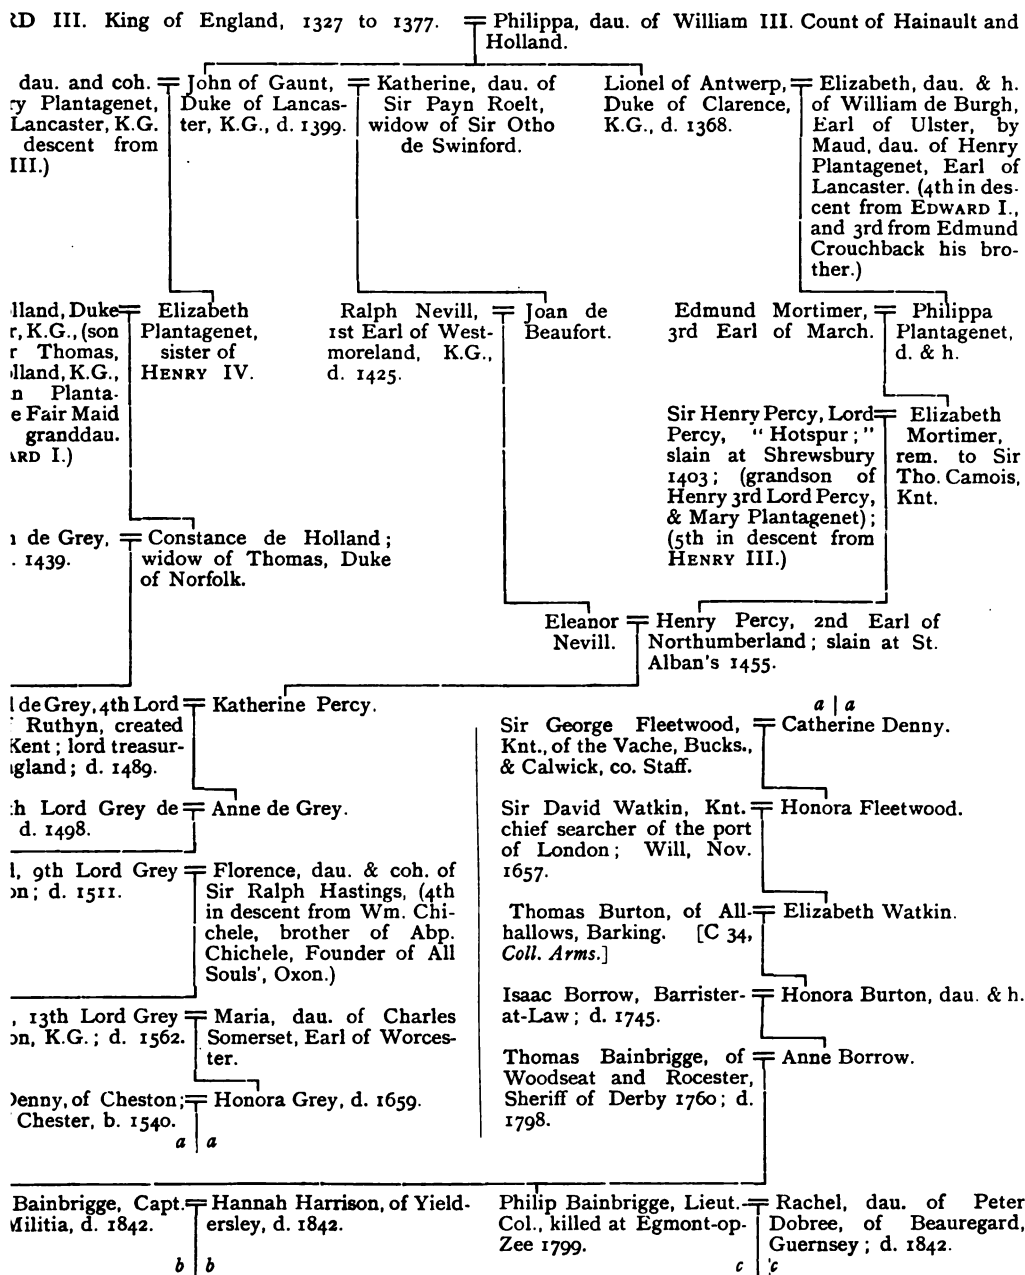 III. King of England, 1327 to 1377. = Philippa, dau. of William III. Count of Hainault and
Holland.
dau. and coh. =
Plantagenet,
Lancaster, K.G.
descent from
III.)
John of Gaunt, =
Duke of Lancas-
ter, K.G., d. 1399.
Katherine, dau. of
Sir Payn Roelt,
widow of Sir Otho
de Swinford.
Lionel of Antwerp, =
Duke of Clarence,
K.G., d. 1368.
Elizabeth, dau. & h.
of William de Burgh,
Earl of Ulster, by
Maud, dau. of Henry
Plantagenet, Earl of
Lancaster. (4th in des-
cent from EDWARD I.,
and 3rd from Edmund
Crouchback his bro-
ther.)
Duke =
K.G., (son
Thomas,
K.G.,
Planta-
Fair Maid
granddau.
I.)
Elizabeth
Plantagenet,
sister of
HENRY IV.
Ralph Nevill, =
1st Earl of West-
moreland, K.G.,
d. 1425.
Joan de
Beaufort.
Edmund Mortimer, =
3rd Earl of March.
Philippa
Plantagenet,
d. & h.
Sir Henry Percy, Lord =
Percy, "Hotspur;"
slain at Shrewsbury
1403; (grandson of
Henry 3rd Lord Percy,
& Mary Plantagenet);
(5th in descent from
HENRY III.)
Elizabeth
Mortimer,
rem. to Sir
Tho. Camois,
Knt.
de Grey, =
. 1439.
Constance de Holland;
widow of Thomas, Duke
of Norfolk.
Eleanor =
Nevill.
Henry Percy, 2nd Earl of
Northumberland; slain at St.
Alban's 1455.
de Grey, 4th Lord =
Ruthyn, created
Kent; lord treasur-
d. 1489.
Katherine Percy.
Lord Grey de =
d. 1498.
Anne de Grey.
9th Lord Grey =
d. 1511.
Florence, dau. & coh. of
Sir Ralph Hastings, (4th
in descent from Wm. Chi-
chele, brother of Abp.
Chichele, Founder of All
Souls', Oxon.)
, 13th Lord Grey =
K.G.; d. 1562.
Maria, dau. of Charles
Somerset, Earl of Worces-
ter.
Denny, of Cheston; =
Chester, b. 1540.
Honora Grey, d. 1659.
a | a
a | a
Sir George Fleetwood, =
Knt., of the Vache, Bucks.,
& Calwick, co. Staff.
Catherine Denny.
Sir David Watkin, Knt. =
chief searcher of the port
of London; Will, Nov.
1657.
Honora Fleetwood.
Thomas Burton, of All- =
hallows, Barking. [C 34,
Coll. Arms.]
Elizabeth Watkin.
Isaac Borrow, Barrister- =
at-Law; d. 1745.
Honora Burton, dau. & h.
Thomas Bainbrigge, of =
Woodseat and Rocester,
Sheriff of Derby 1760; d.
1798.
Anne Borrow.
Bainbrigge, Capt. =
Militia, d. 1842.
Hannah Harrison, of Yield-
ersley, d. 1842.
b | b
Philip Bainbrigge, Lieut.- =
Col., killed at Egmont-op-
Zee 1799.
Rachel, dau. of Peter
Dobree, of Beauregard,
Guernsey; d. 1842.
c | c